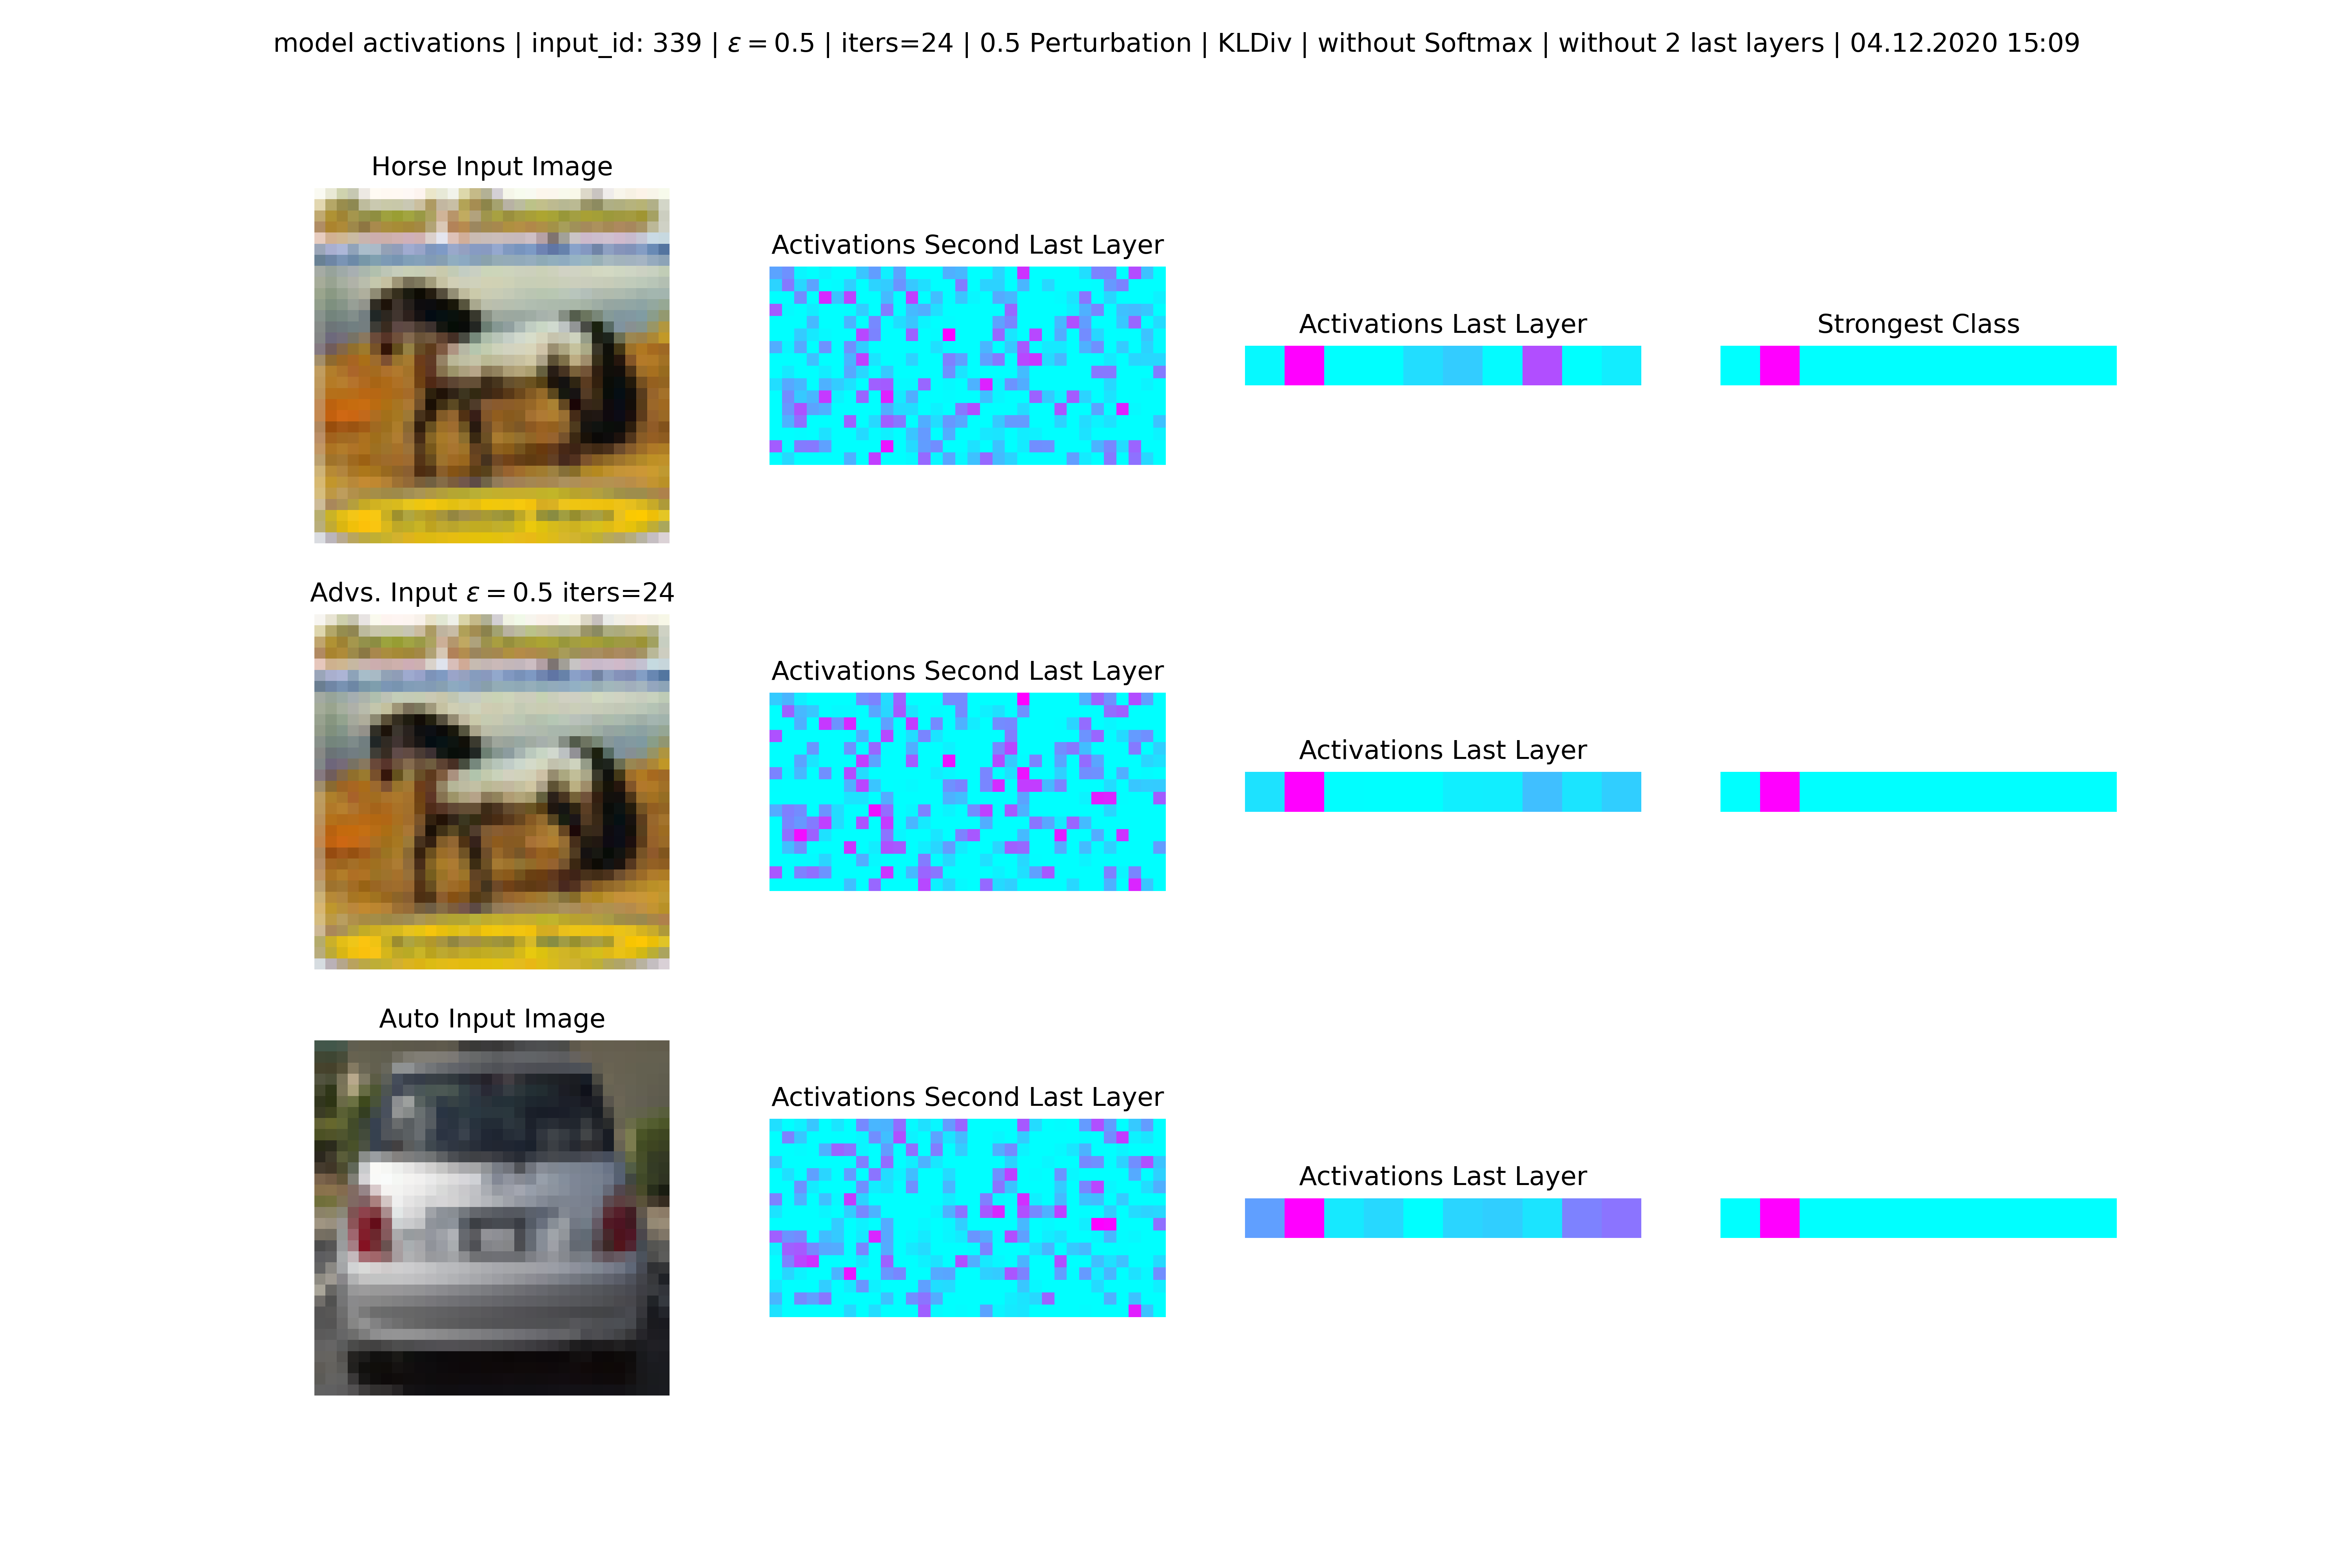 model activations | input_id: 339 | ε = 0.5 | iters=24 | 0.5 Perturbation | KLDiv | without Softmax | without 2 last layers | 04.12.2020 15:09
Horse Input Image
Activations Second Last Layer
Activations Last Layer
Strongest Class
Advs. Input ε = 0.5 iters=24
Activations Second Last Layer
Activations Last Layer
Auto Input Image
Activations Second Last Layer
Activations Last Layer